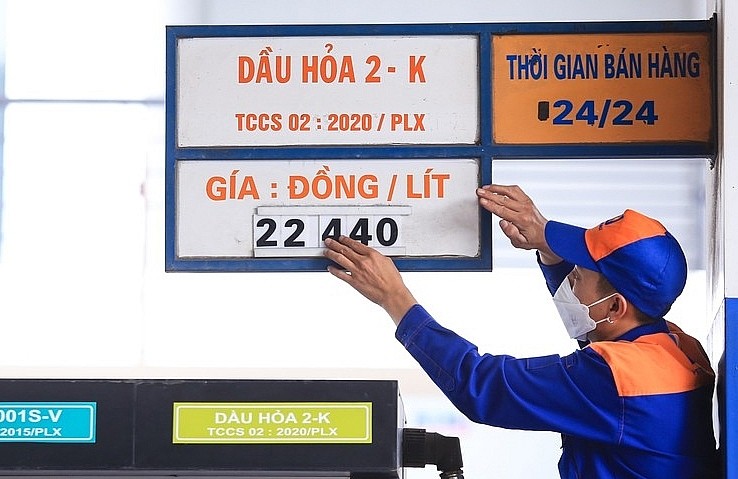 DẦU HỎA 2 - K
TCCS 02 : 2020 / PLX
THỜI GIAN BÁN HÀNG
24/24
GÍA : ĐỒNG / LÍT
22 440
001S-V
2015/PLX
DẦU HỎA 2-K
TCCS 02 : 2020/PLX